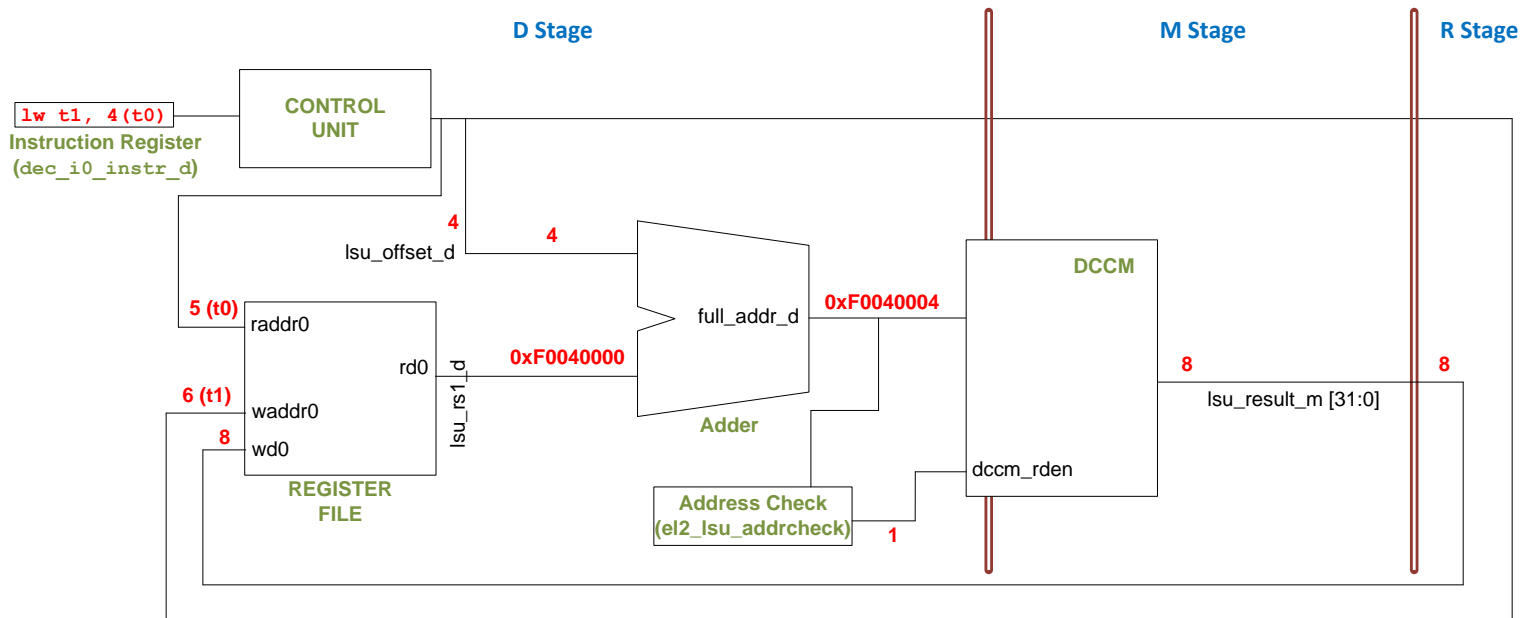 D Stage
M Stage
R Stage
lw t1, 4(t0)
Instruction Register
(dec_i0_instr_d)
CONTROL
UNIT
4
lsu_offset_d
4
5 (t0)
raddr0
rd0
6 (t1)
waddr0
8
wd0
REGISTER
FILE
lsu_rs1_d
0xF0040000
full_addr_d
Adder
0xF0040004
DCCM
dccm_rden
Address Check
(el2_lsu_addrcheck)
1
8
lsu_result_m [31:0]
8